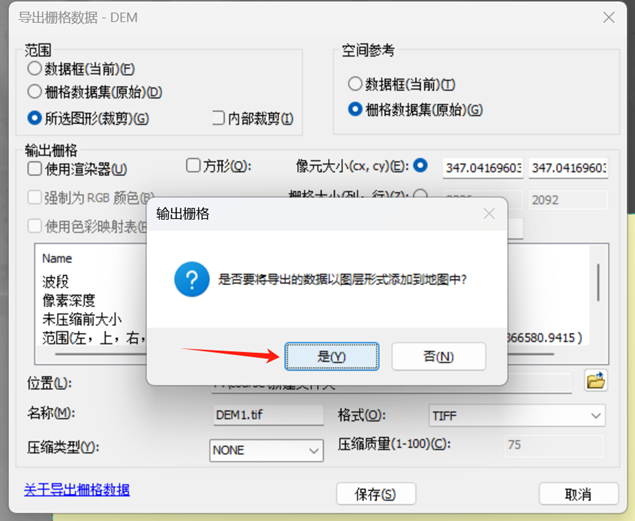 导出栅格数据 - DEM
范围
数据框(当前)(F)
栅格数据集(原始)(D)
所选图形(裁剪)(G)
内部裁剪(I)
空间参考
数据框(当前)(T)
栅格数据集(原始)(G)
输出栅格
使用渲染器(U)
方形(Q):
像元大小(cx, cy)(E):
347.04169603
347.04169603
强制为 RGB 颜色(B)
栅格大小(列, 行)(Z):
2092
使用色彩映射表
输出栅格
是否要将导出的数据以图层形式添加到地图中?
是(Y)
否(N)
Name
波段
像素深度
未压缩前大小
范围(左, 上, 右,
366580.9415 )
位置(L):
新建文件夹
名称(M):
DEM1.tif
格式(O):
TIFF
压缩类型(Y):
NONE
压缩质量(1-100)(C):
75
关于导出栅格数据
保存(S)
取消